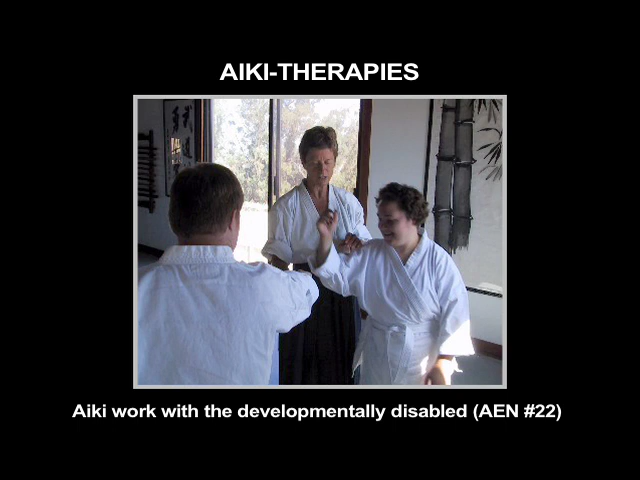 AIKI-THERAPIES
Aiki work with the developmentally disabled (AEN #22)